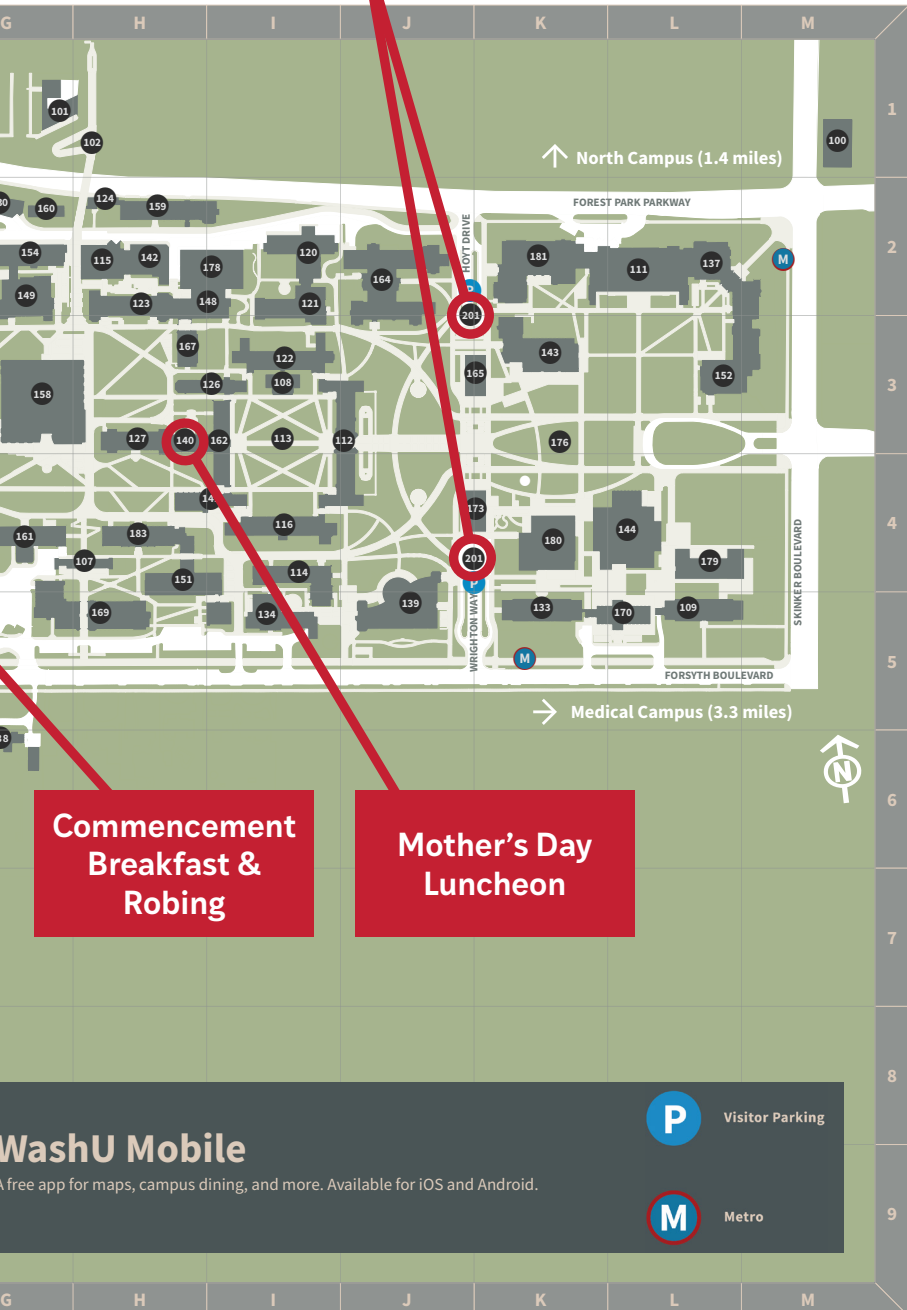 G H I J K L M
1
101
102
100
North Campus (1.4 miles)
124
159
160
FOREST PARK PARKWAY
HOYT DRIVE
2
154
115
142
178
120
164
181
111
137
M
149
123
148
121
201
167
122
143
165
3
158
126
108
152
127
140
162
113
112
176
173
4
161
183
116
144
180
201
107
114
179
151
SKINKER BOULEVARD
169
134
139
133
170
109
WRIGHTON WAY
M
5
FORSYTH BOULEVARD
Medical Campus (3.3 miles)
N
6
Commencement
Breakfast &
Robing
Mother's Day
Luncheon
7
8
WashU Mobile
A free app for maps, campus dining, and more. Available for iOS and Android.
P Visitor Parking
M Metro
9
G H I J K L M